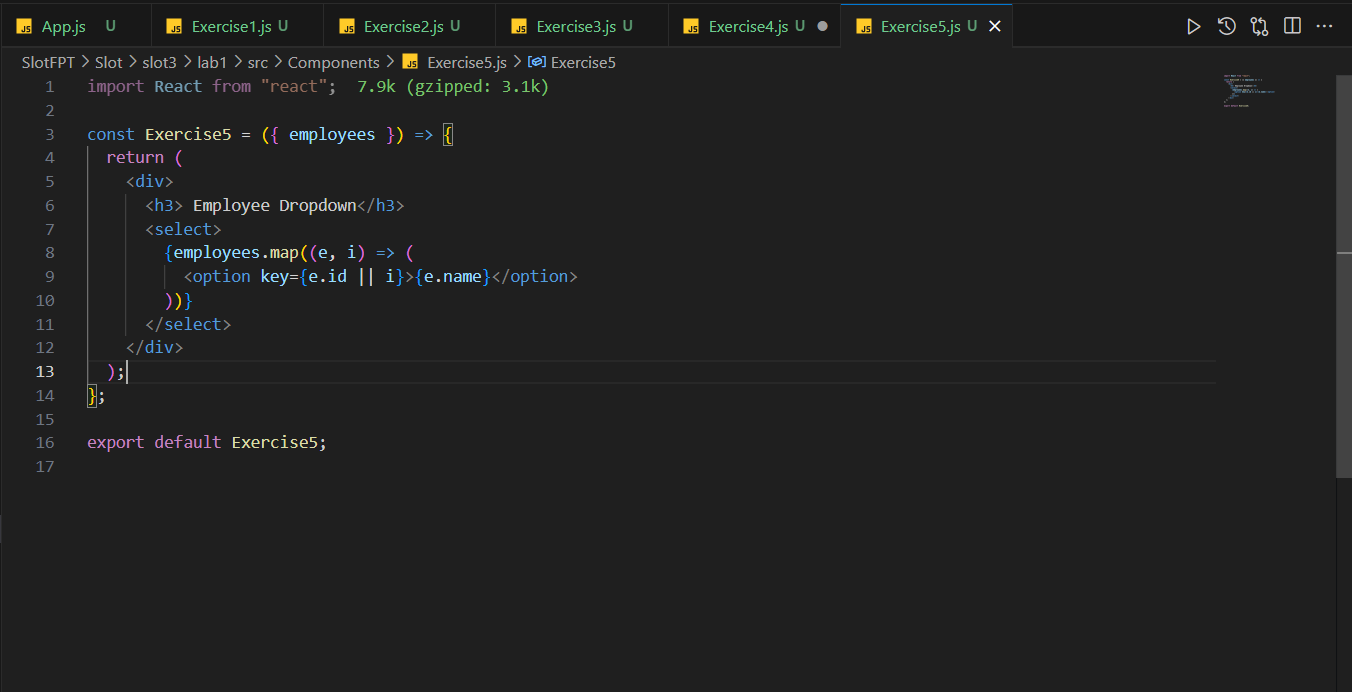 App.js U Exercise1.js U Exercise2.js U Exercise3.js U Exercise4.js U Exercise5.js U
SlotFPT > Slot > slot3 > lab1 > src > Components > Exercise5.js > Exercise5
1 import React from "react"; 7.9k (gzipped: 3.1k)
2
3 const Exercise5 = ({ employees }) => {
4 return (
5 <div>
6 <h3> Employee Dropdown</h3>
7 <select>
8 {employees.map((e, i) => (
9 <option key={e.id || i}>{e.name}</option>
10 ))}
11 </select>
12 </div>
13 );
14 };
15
16 export default Exercise5;
17